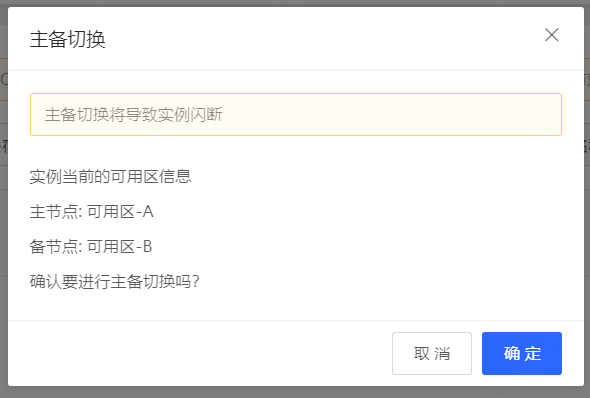 主备切换
主备切换将导致实例闪断
实例当前的可用区信息
主节点: 可用区-A
备节点: 可用区-B
确认要进行主备切换吗?
取 消
确 定